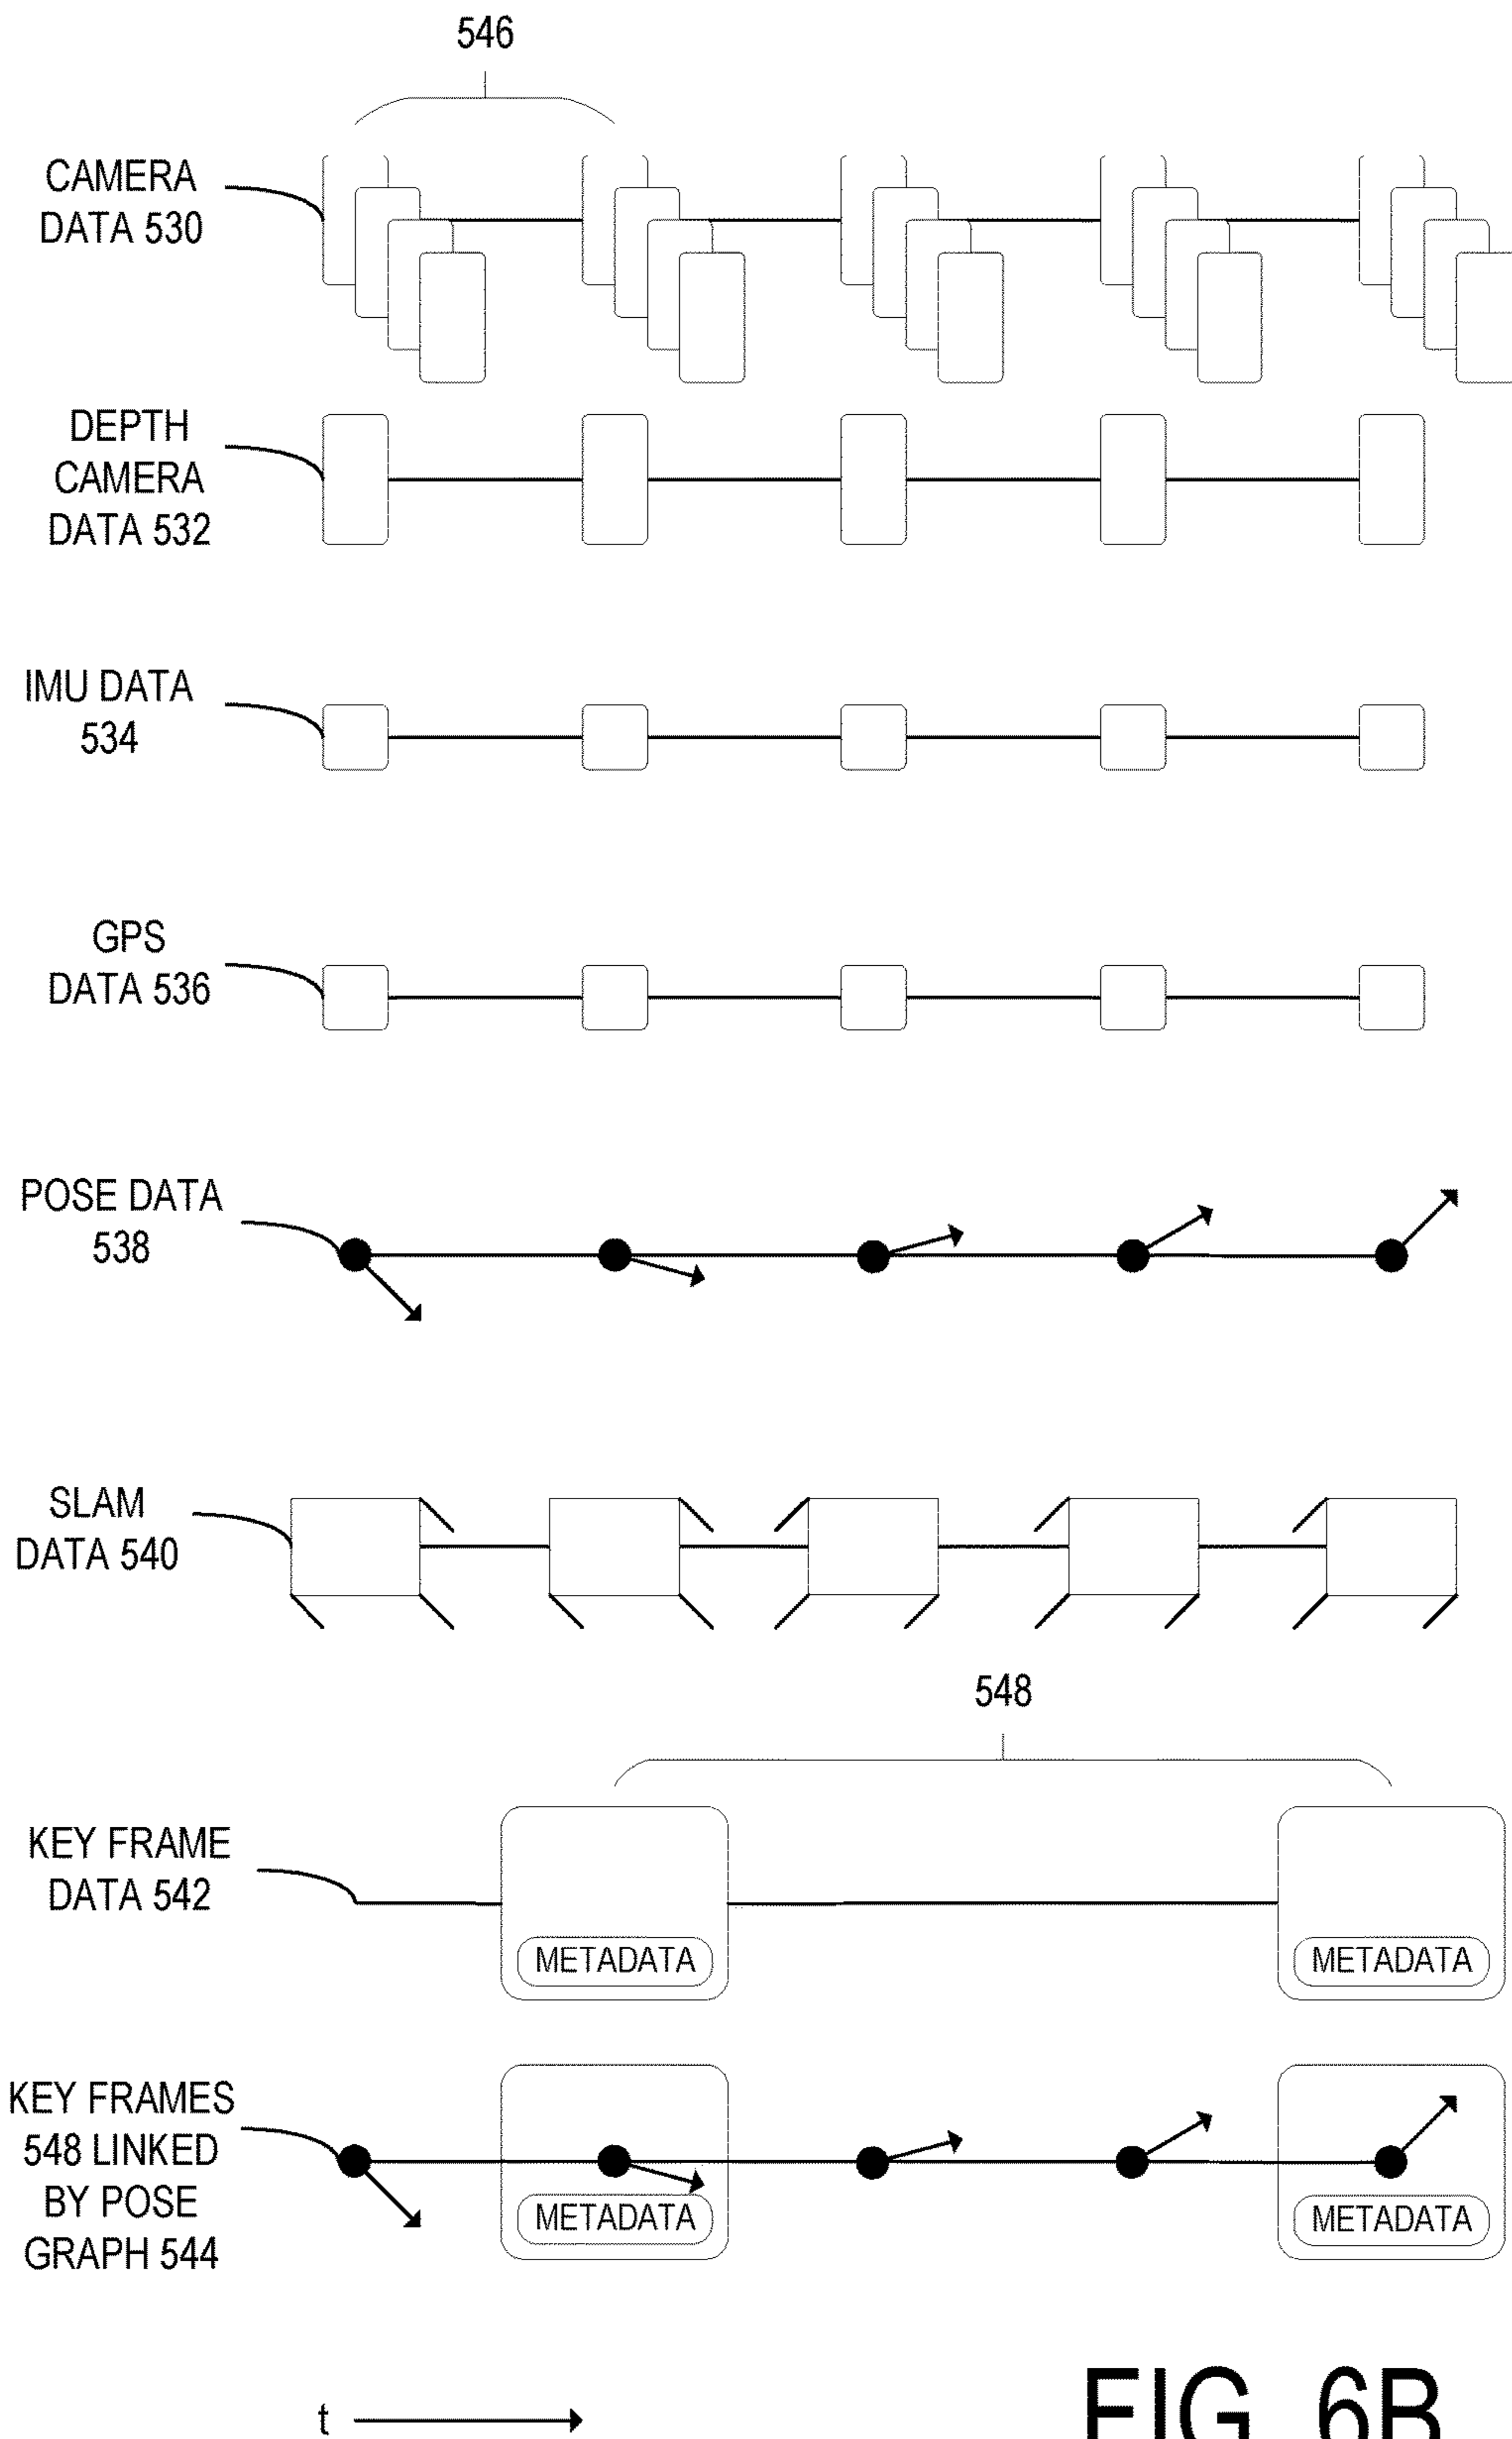 546
CAMERA
DATA 530
DEPTH
CAMERA
DATA 532
IMU DATA
534
GPS
DATA 536
POSE DATA
538
SLAM
DATA 540
548
KEY FRAME
DATA 542
METADATA
METADATA
KEY FRAMES
548 LINKED
BY POSE
GRAPH 544
METADATA
METADATA
t
FIG. 6B